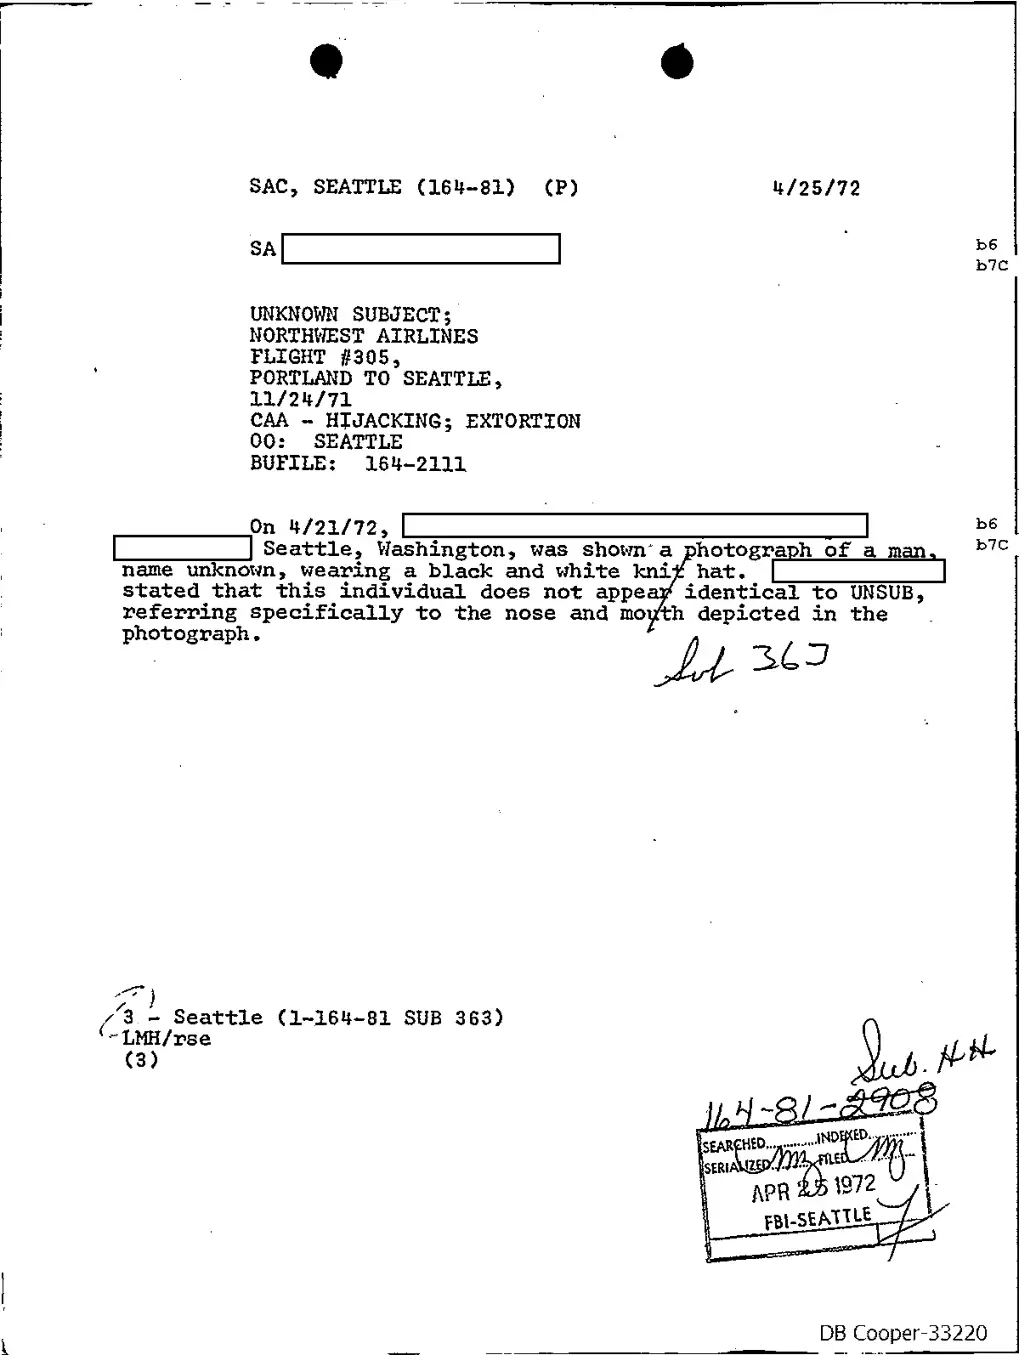 SAC, SEATTLE (164-81) (P) 4/25/72
SA
b6
b7C
UNKNOWN SUBJECT;
NORTHWEST AIRLINES
FLIGHT #305,
PORTLAND TO SEATTLE,
11/24/71
CAA - HIJACKING; EXTORTION
OO: SEATTLE
BUFILE: 164-2111
On 4/21/72,
b6
b7C
Seattle, Washington, was shown a photograph of a man,
name unknown, wearing a black and white knit hat.
stated that this individual does not appear identical to UNSUB,
referring specifically to the nose and mouth depicted in the
photograph.
Sub 363
3 - Seattle (1-164-81 SUB 363)
LMH/rse
(3)
Sub. HH
164-81-2908
SEARCHED............INDEXED............
SERIALIZED FILED
APR 25 1972
FBI-SEATTLE
DB Cooper-33220